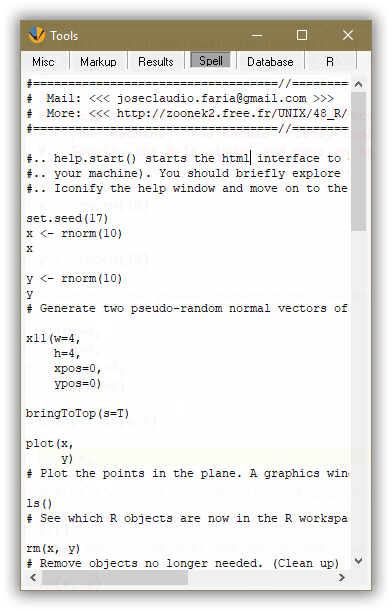 Tools
Misc Markup Results Spell Database R
#===================================//========
#  Mail: <<< joseclaudio.faria@gmail.com >>>
#  More: <<< http://zoonek2.free.fr/UNIX/48_R/
#===================================//========
#.. help.start() starts the html interface to
#.. your machine). You should briefly explore
#.. Iconify the help window and move on to the
set.seed(17)
x <- rnorm(10)
x
y <- rnorm(10)
y
# Generate two pseudo-random normal vectors of
x11(w=4,
    h=4,
    xpos=0,
    ypos=0)
bringToTop(s=T)
plot(x,
     y)
# Plot the points in the plane. A graphics win
ls()
# See which R objects are now in the R workspa
rm(x, y)
# Remove objects no longer needed. (Clean up)